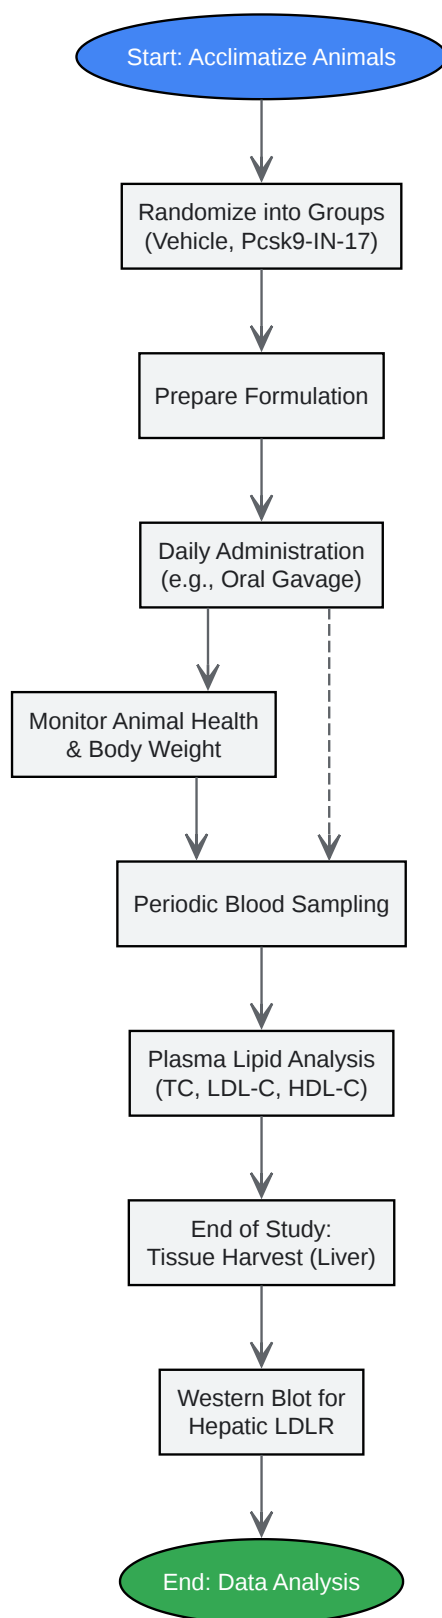 Start: Acclimatize Animals
Randomize into Groups
(Vehicle, Pcsk9-IN-17)
Prepare Formulation
Daily Administration
(e.g., Oral Gavage)
Monitor Animal Health
& Body Weight
Periodic Blood Sampling
Plasma Lipid Analysis
(TC, LDL-C, HDL-C)
End of Study:
Tissue Harvest (Liver)
Western Blot for
Hepatic LDLR
End: Data Analysis